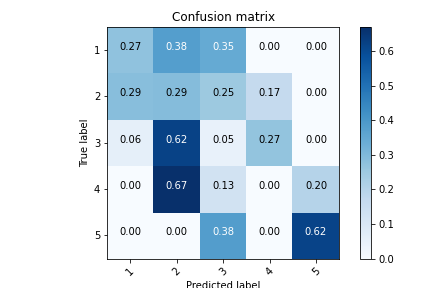 Confusion matrix
True label
1 0.27 0.38 0.35 0.00 0.00
2 0.29 0.29 0.25 0.17 0.00
3 0.06 0.62 0.05 0.27 0.00
4 0.00 0.67 0.13 0.00 0.20
5 0.00 0.00 0.38 0.00 0.62
1 2 3 4 5
Predicted label
0.6
0.5
0.4
0.3
0.2
0.1
0.0